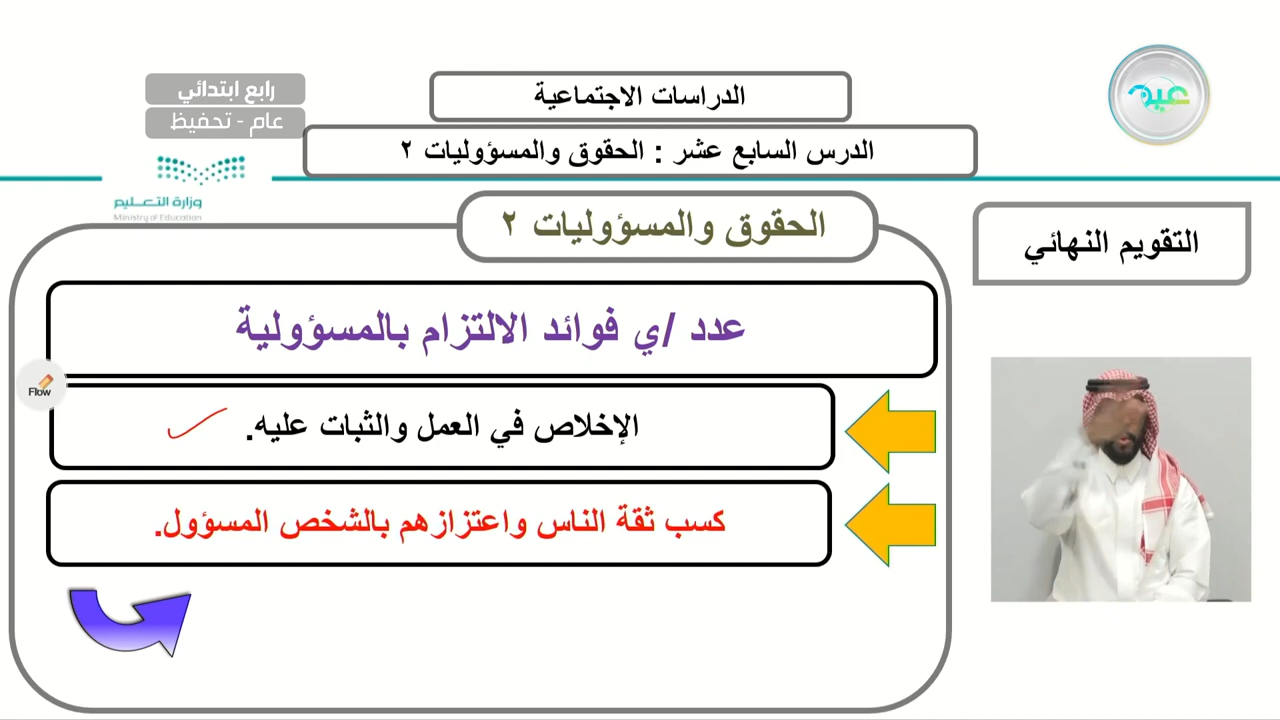 رابع ابتدائي
عام - تحفيظ
وزارة التعليم
Ministry of Education
الدراسات الاجتماعية
الدرس السابع عشر : الحقوق والمسؤوليات ٢
عين
التقويم النهائي
الحقوق والمسؤوليات ٢
عدد /ي فوائد الالتزام بالمسؤولية
الإخلاص في العمل والثبات عليه.
كسب ثقة الناس واعتزازهم بالشخص المسؤول.
Flow